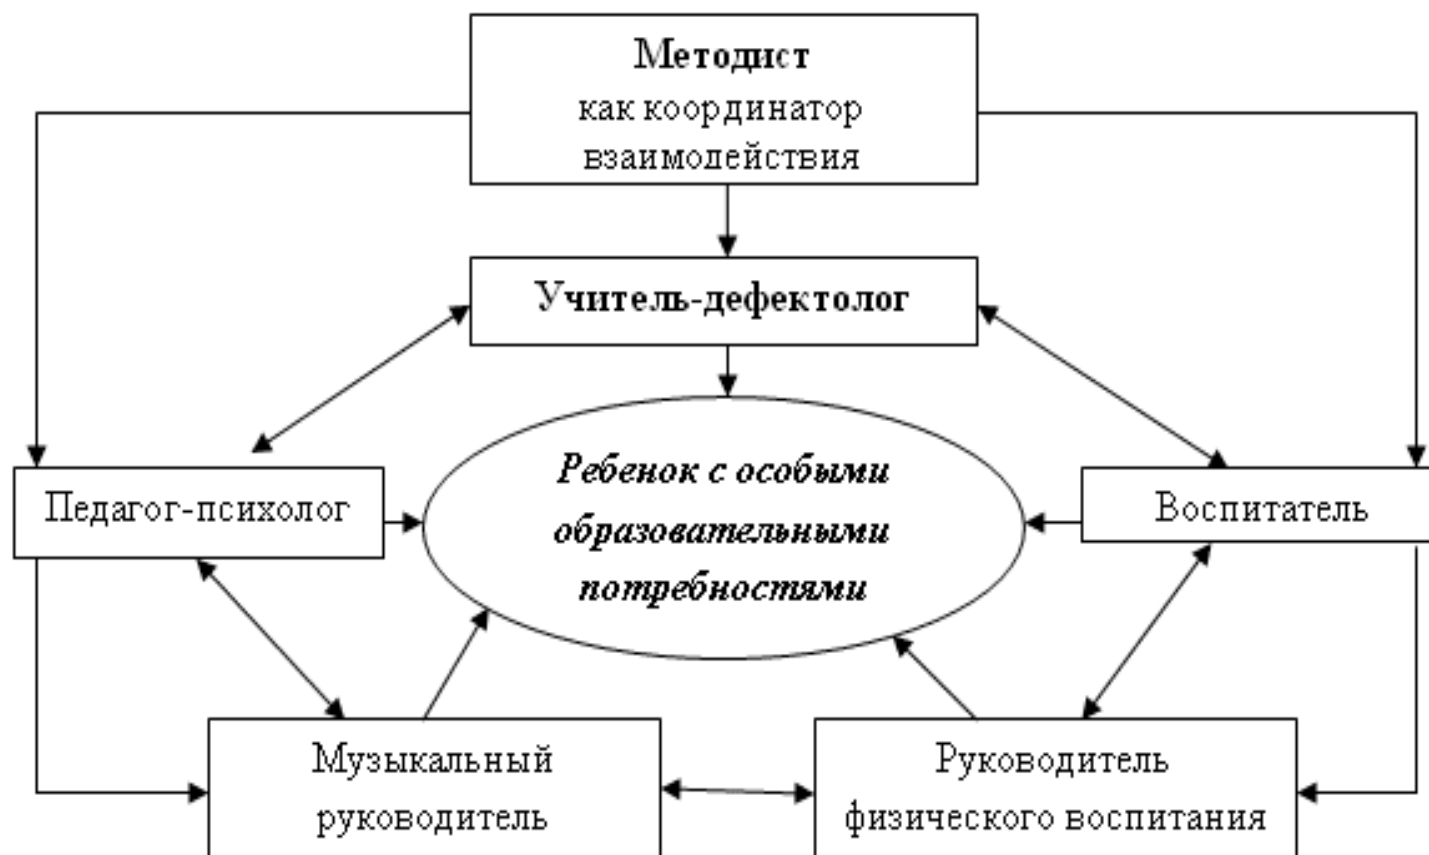 Методист
как координатор
взаимодействия
Учитель-дефектолог
Ребенок с особыми
образовательными
потребностями
Педагог-психолог
Воспитатель
Музыкальный
руководитель
Руководитель
физического воспитания